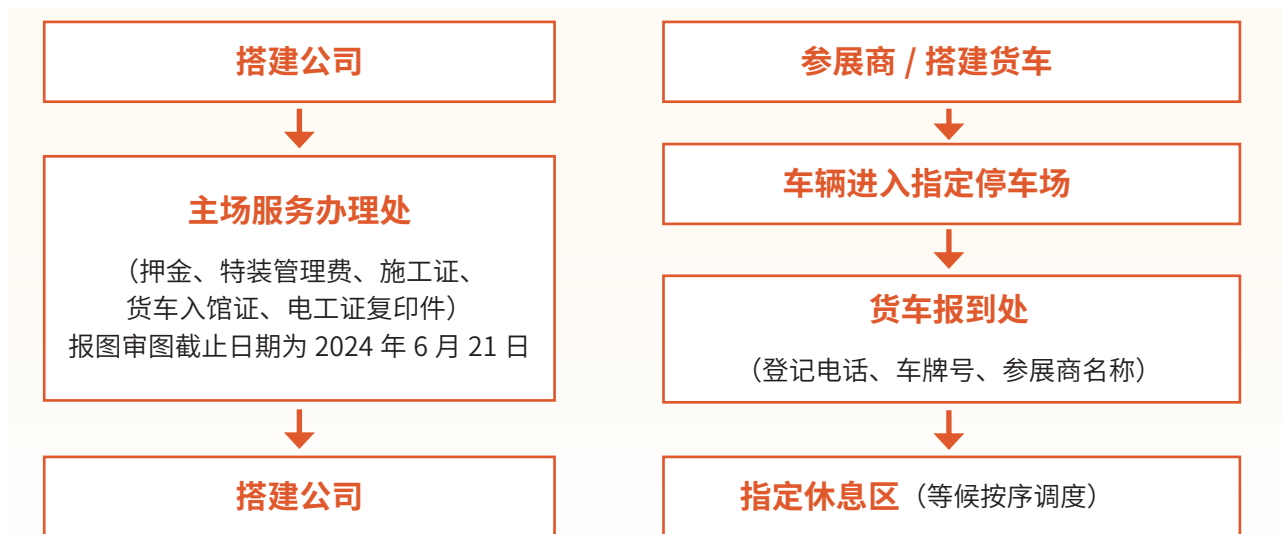 搭建公司
主场服务办理处
（押金、特装管理费、施工证、
货车入馆证、电工证复印件）
报图审图截止日期为 2024 年 6 月 21 日
搭建公司
参展商 / 搭建货车
车辆进入指定停车场
货车报到处
（登记电话、车牌号、参展商名称）
指定休息区（等候按序调度）